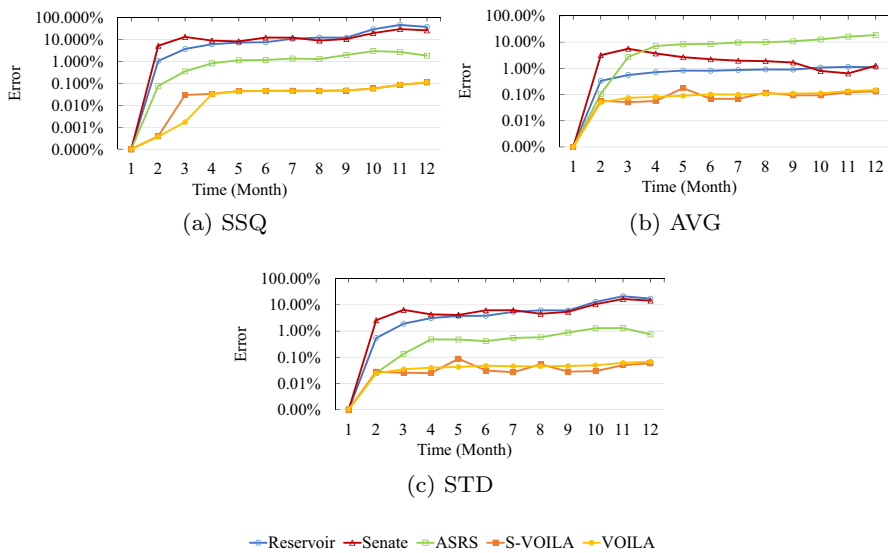 100.000%
10.000%
1.000%
0.100%
0.010%
0.001%
0.000%
Error
1 2 3 4 5 6 7 8 9 10 11 12
Time (Month)
(a) SSQ
100.00%
10.00%
1.00%
0.10%
0.01%
0.00%
Error
1 2 3 4 5 6 7 8 9 10 11 12
Time (Month)
(b) AVG
100.00%
10.00%
1.00%
0.10%
0.01%
0.00%
Error
1 2 3 4 5 6 7 8 9 10 11 12
Time (Month)
(c) STD
Reservoir Senate ASRS S-VOILA VOILA